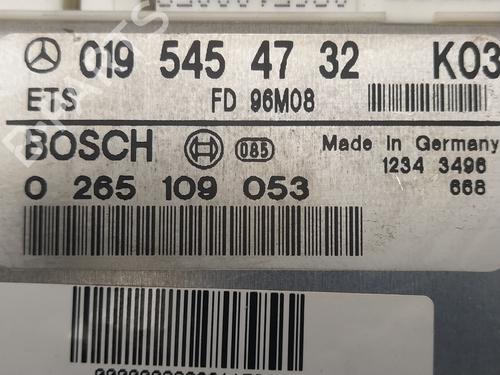 019 545 47 32 K03
ETS FD 96M08
BOSCH 085 Made in Germany
1234 3496
0 265 109 053 668